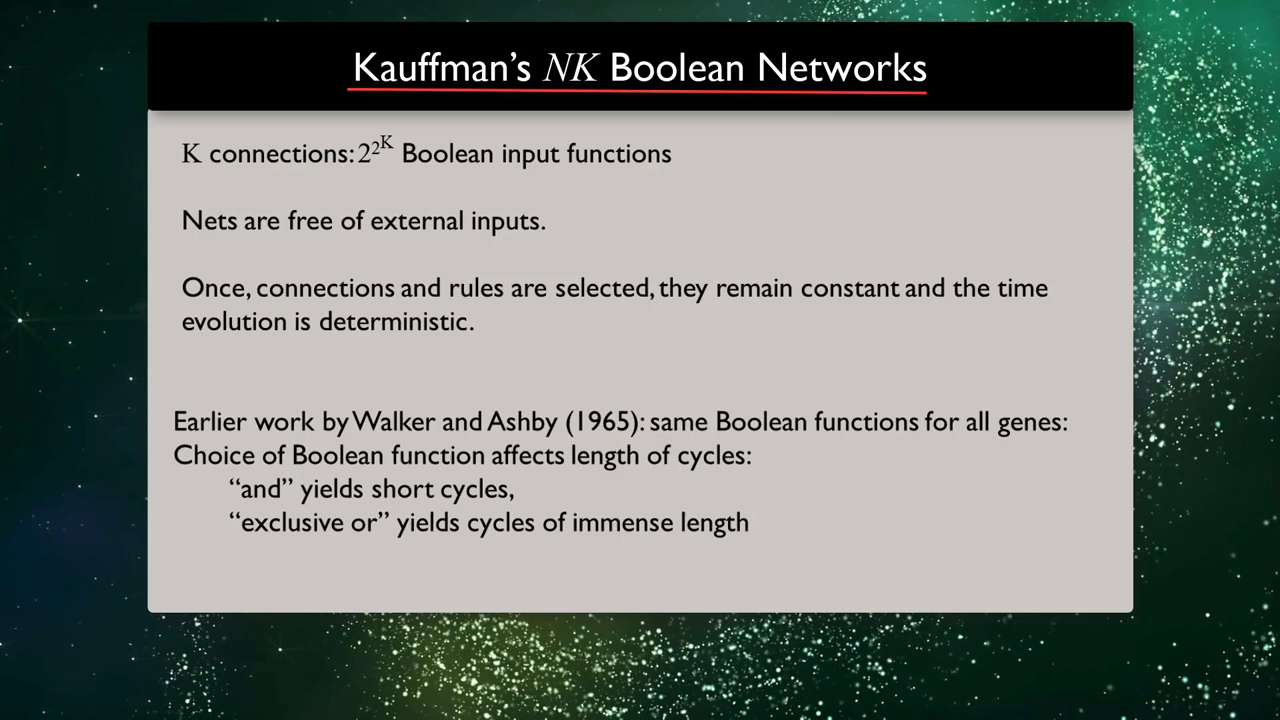 Kauffman's NK Boolean Networks
K connections: 2^2^K Boolean input functions
Nets are free of external inputs.
Once, connections and rules are selected, they remain constant and the time
evolution is deterministic.
Earlier work by Walker and Ashby (1965): same Boolean functions for all genes:
Choice of Boolean function affects length of cycles:
“and” yields short cycles,
“exclusive or” yields cycles of immense length